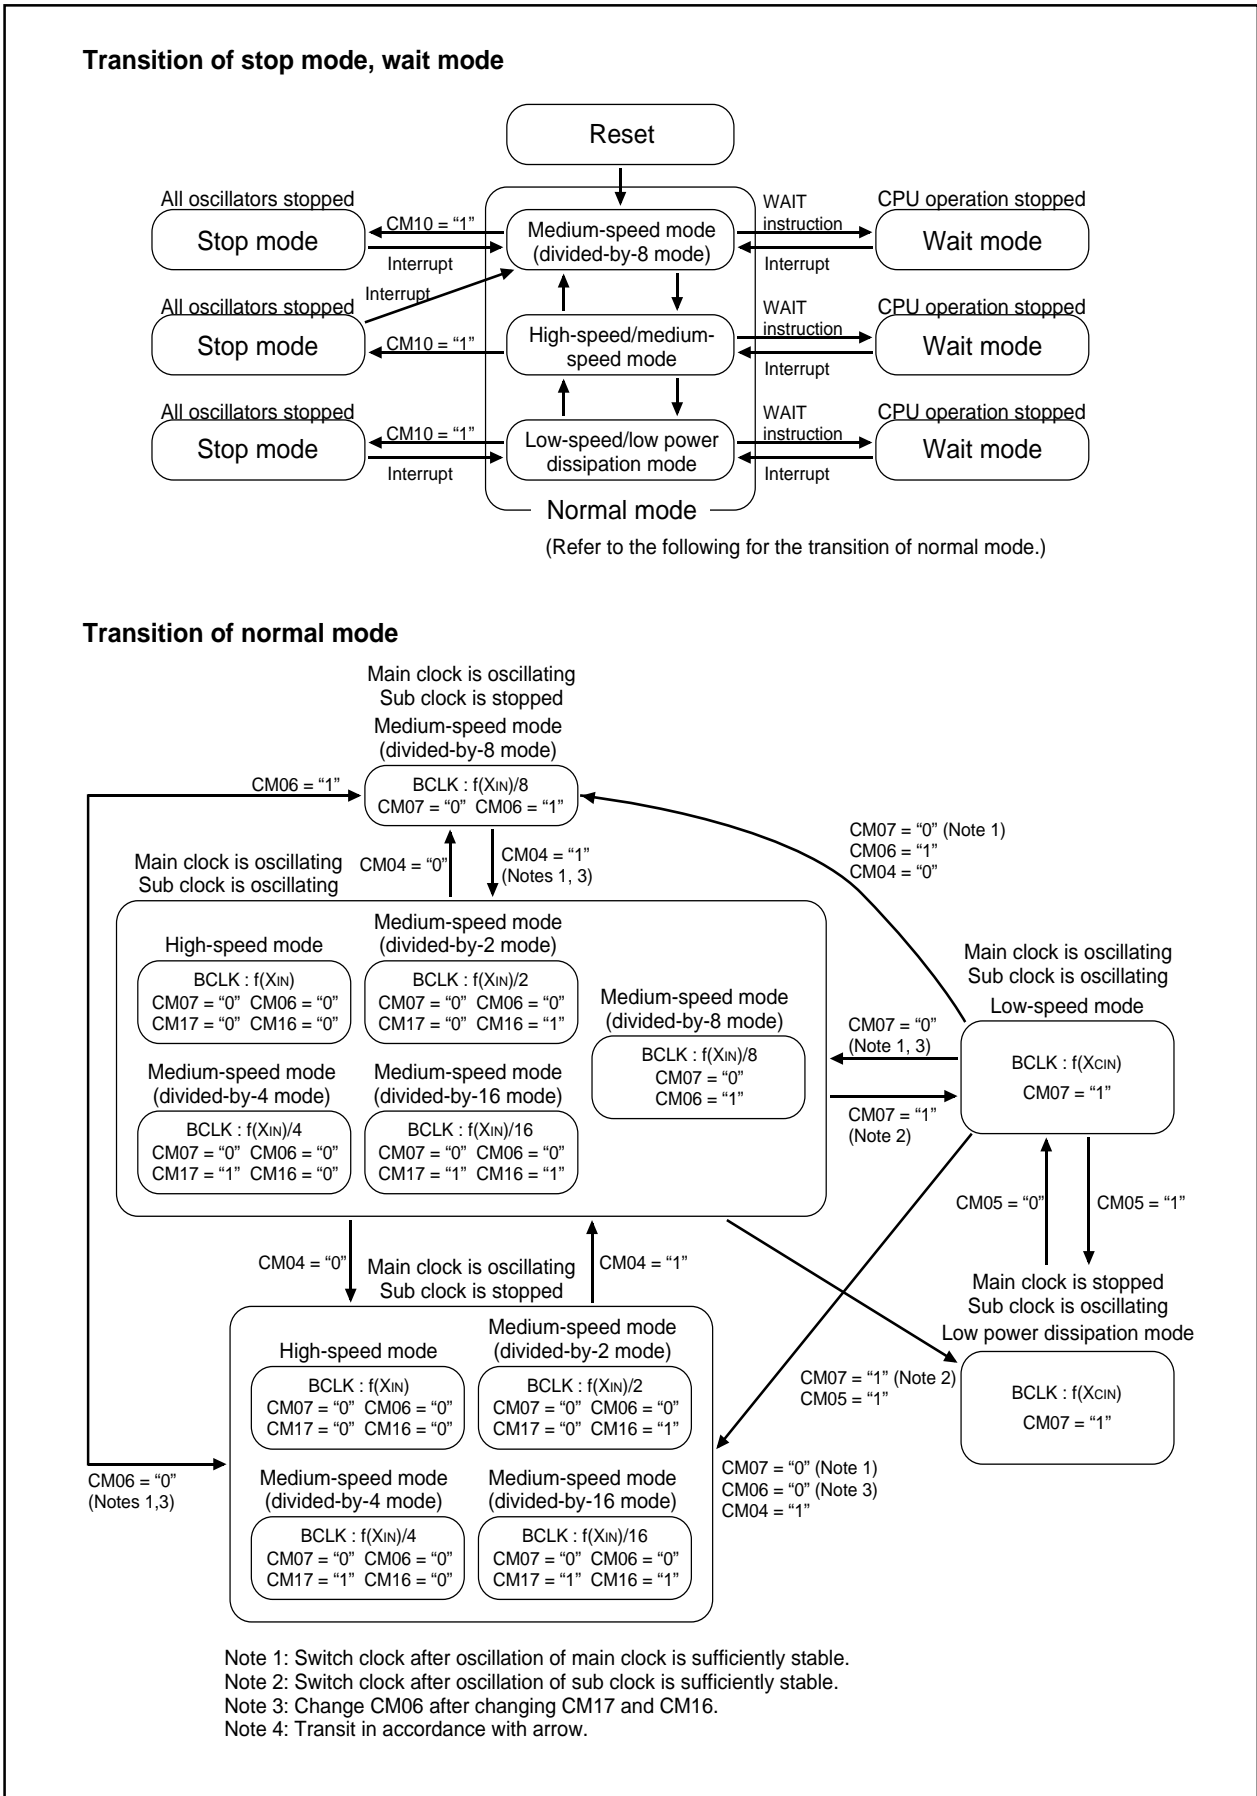 Transition of stop mode, wait mode
Reset
All oscillators stopped
Stop mode
CM10 = “1”
Interrupt
Medium-speed mode
(divided-by-8 mode)
WAIT
instruction
Interrupt
CPU operation stopped
Wait mode
Interrupt
All oscillators stopped
Stop mode
CM10 = “1”
High-speed/medium-
speed mode
WAIT
instruction
Interrupt
CPU operation stopped
Wait mode
All oscillators stopped
Stop mode
CM10 = “1”
Interrupt
Low-speed/low power
dissipation mode
WAIT
instruction
Interrupt
CPU operation stopped
Wait mode
Normal mode
(Refer to the following for the transition of normal mode.)
Transition of normal mode
Main clock is oscillating
Sub clock is stopped
Medium-speed mode
(divided-by-8 mode)
CM06 = “1”
BCLK : f(XIN)/8
CM07 = “0” CM06 = “1”
CM07 = “0” (Note 1)
CM06 = “1”
CM04 = “0”
Main clock is oscillating
Sub clock is oscillating
CM04 = “0”
CM04 = “1”
(Notes 1, 3)
High-speed mode
BCLK : f(XIN)
CM07 = “0” CM06 = “0”
CM17 = “0” CM16 = “0”
Medium-speed mode
(divided-by-2 mode)
BCLK : f(XIN)/2
CM07 = “0” CM06 = “0”
CM17 = “0” CM16 = “1”
Medium-speed mode
(divided-by-8 mode)
BCLK : f(XIN)/8
CM07 = “0”
CM06 = “1”
Medium-speed mode
(divided-by-4 mode)
BCLK : f(XIN)/4
CM07 = “0” CM06 = “0”
CM17 = “1” CM16 = “0”
Medium-speed mode
(divided-by-16 mode)
BCLK : f(XIN)/16
CM07 = “0” CM06 = “0”
CM17 = “1” CM16 = “1”
CM07 = “0”
(Note 1, 3)
CM07 = “1”
(Note 2)
Main clock is oscillating
Sub clock is oscillating
Low-speed mode
BCLK : f(XCIN)
CM07 = “1”
CM05 = “0”
CM05 = “1”
CM04 = “0”
Main clock is oscillating
Sub clock is stopped
CM04 = “1”
Main clock is stopped
Sub clock is oscillating
Low power dissipation mode
BCLK : f(XCIN)
CM07 = “1”
CM07 = “1” (Note 2)
CM05 = “1”
High-speed mode
BCLK : f(XIN)
CM07 = “0” CM06 = “0”
CM17 = “0” CM16 = “0”
Medium-speed mode
(divided-by-2 mode)
BCLK : f(XIN)/2
CM07 = “0” CM06 = “0”
CM17 = “0” CM16 = “1”
CM06 = “0”
(Notes 1,3)
Medium-speed mode
(divided-by-4 mode)
BCLK : f(XIN)/4
CM07 = “0” CM06 = “0”
CM17 = “1” CM16 = “0”
Medium-speed mode
(divided-by-16 mode)
BCLK : f(XIN)/16
CM07 = “0” CM06 = “0”
CM17 = “1” CM16 = “1”
CM07 = “0” (Note 1)
CM06 = “0” (Note 3)
CM04 = “1”
Note 1: Switch clock after oscillation of main clock is sufficiently stable.
Note 2: Switch clock after oscillation of sub clock is sufficiently stable.
Note 3: Change CM06 after changing CM17 and CM16.
Note 4: Transit in accordance with arrow.